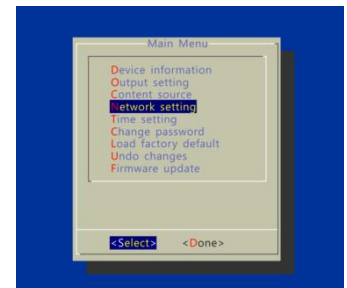 Main Menu
Device information
Output setting
Content source
Network setting
Time setting
Change password
Load factory default
Undo changes
Firmware update
<Select> <Done>